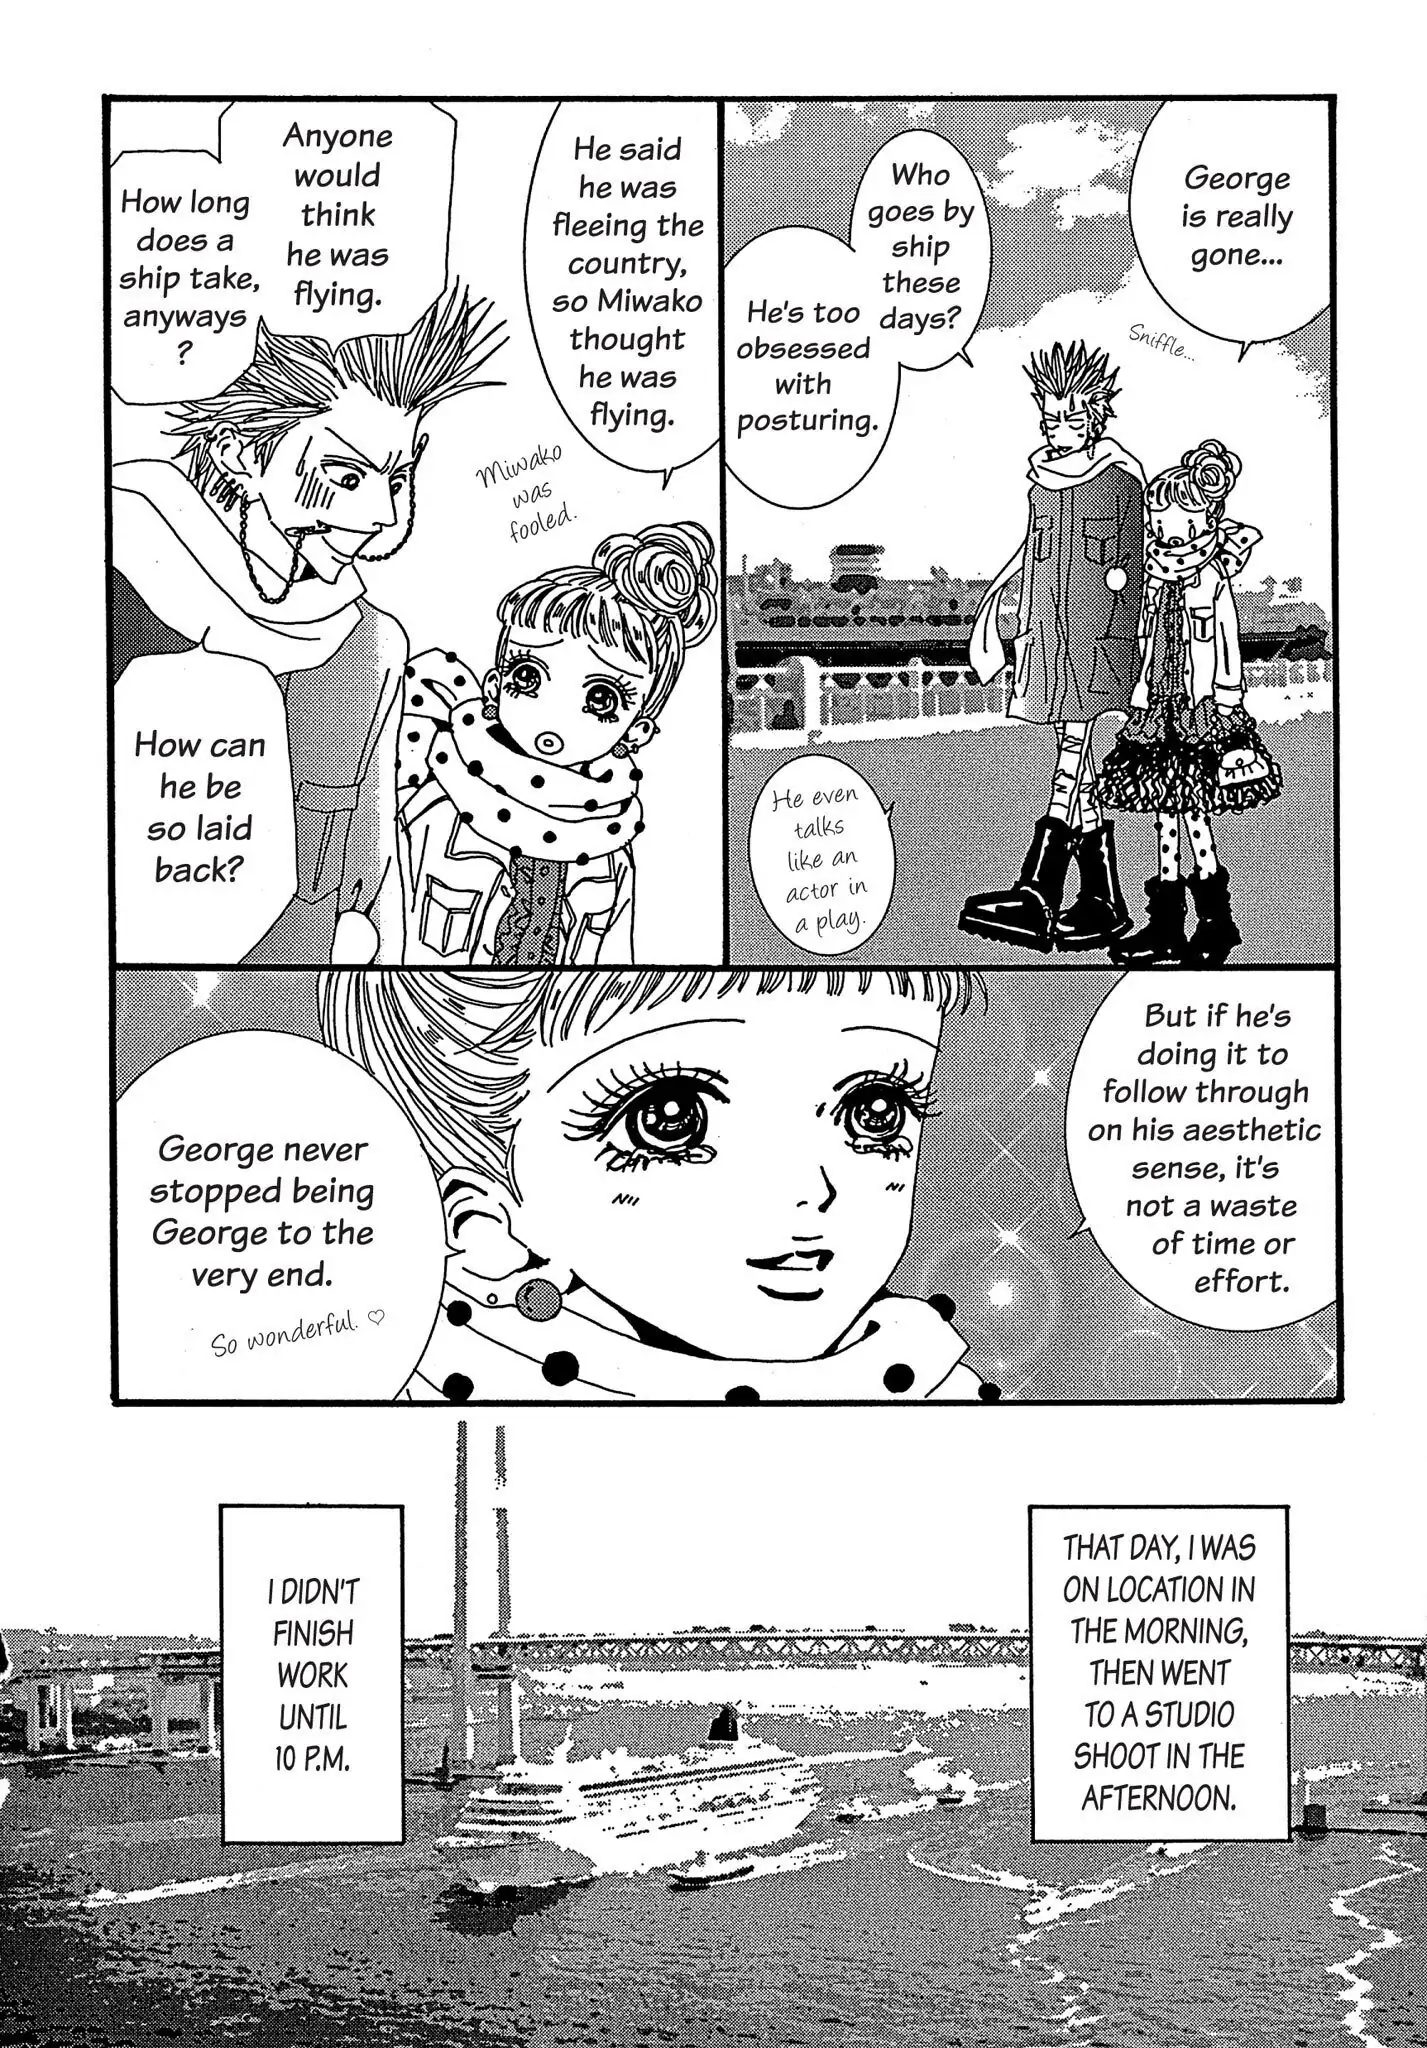 George
is really
gone...
Sniffle...
Who
goes by
ship
these
days?
He's too
obsessed
with
posturing.
He even
talks
like an
actor in
a play.
He said
he was
fleeing the
country,
so Miwako
thought
he was
flying.
Miwako
was
fooled.
Anyone
would
think
he was
flying.
How long
does a
ship take,
anyways
?
How can
he be
so laid
back?
But if he's
doing it to
follow through
on his aesthetic
sense, it's
not a waste
of time or
effort.
George never
stopped being
George to the
very end.
So wonderful. ♡
THAT DAY, I WAS
ON LOCATION IN
THE MORNING,
THEN WENT
TO A STUDIO
SHOOT IN THE
AFTERNOON.
I DIDN'T
FINISH
WORK
UNTIL
10 P.M.